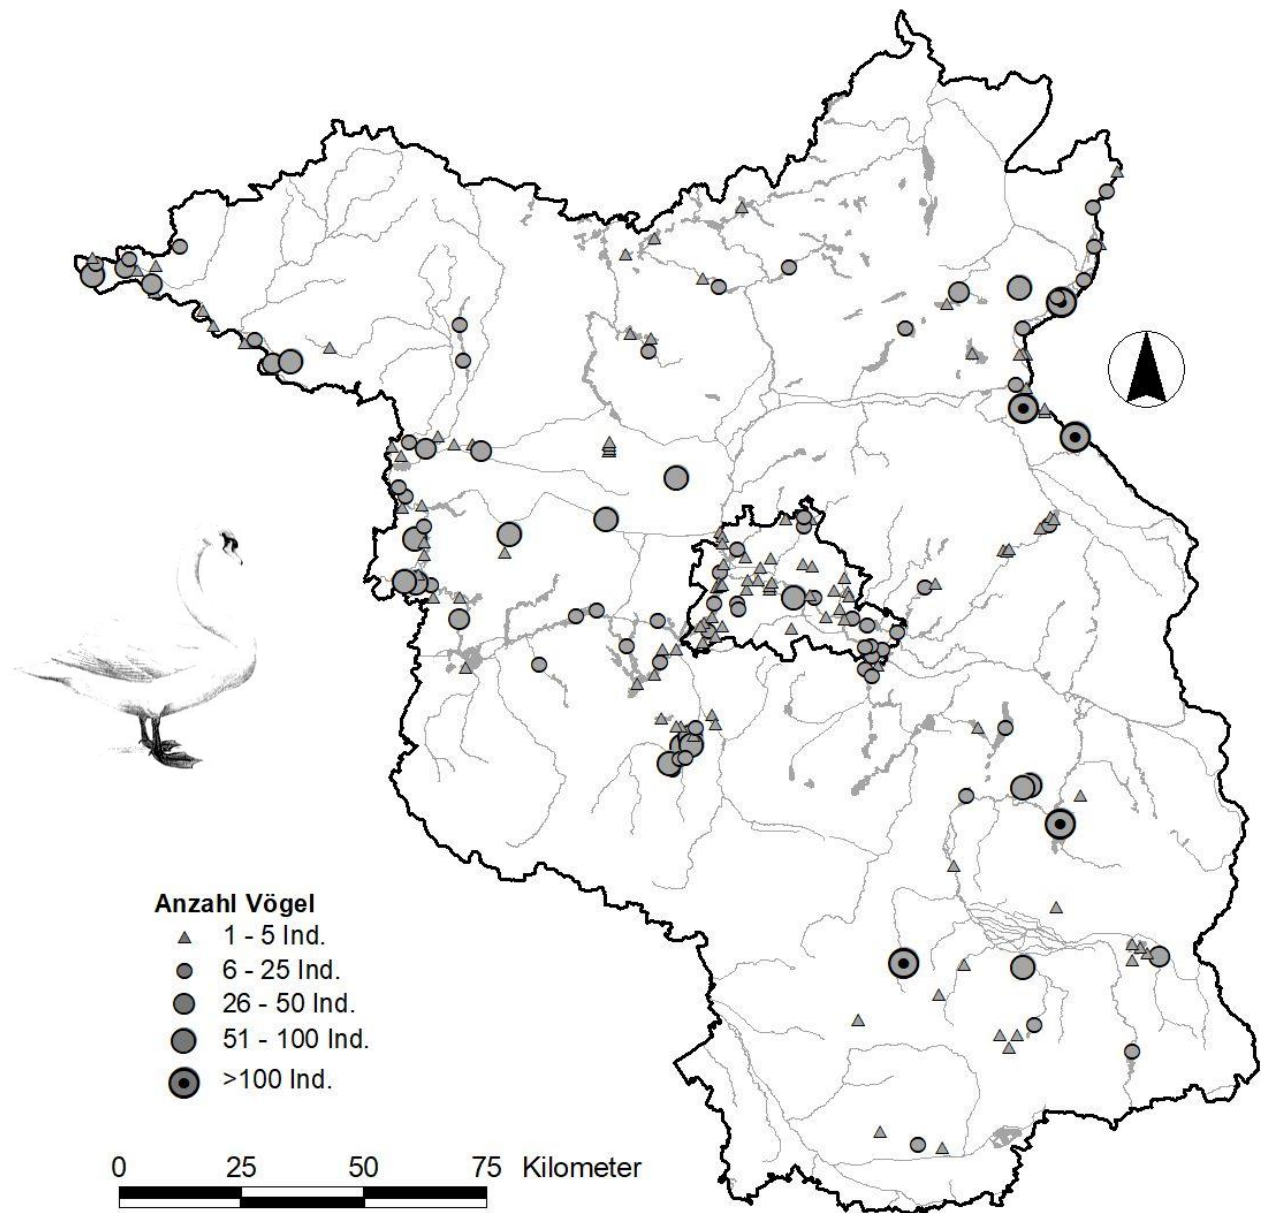 Anzahl Vögel
1 - 5 Ind.
6 - 25 Ind.
26 - 50 Ind.
51 - 100 Ind.
>100 Ind.
0 25 50 75 Kilometer